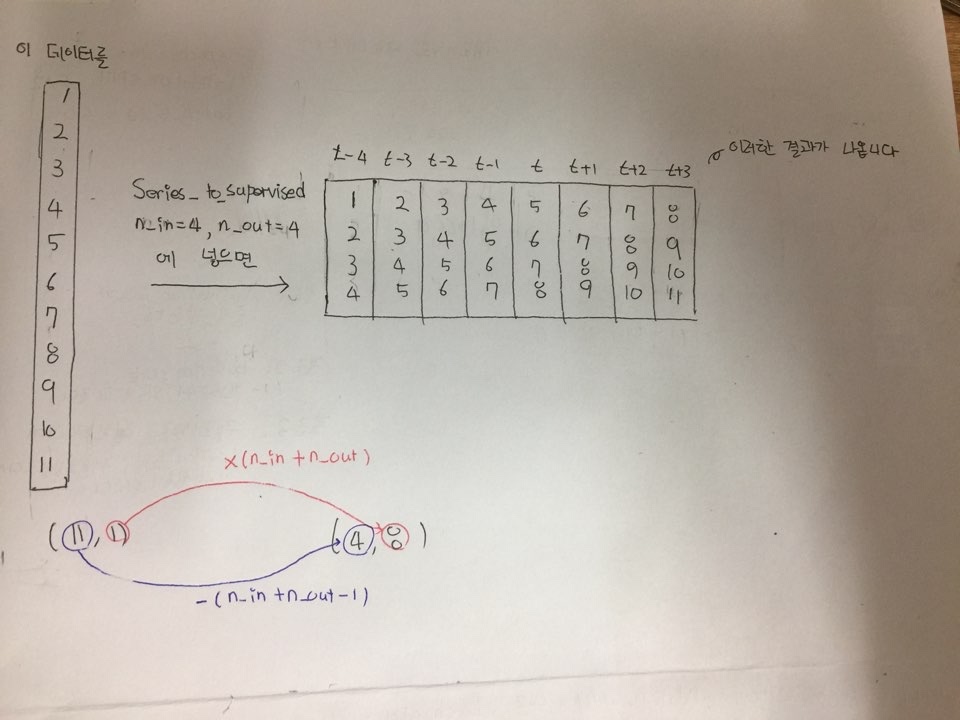 이 데이터를
1
2
3
4
5
6
7
8
9
10
11
Series_to_supervised
n_in=4, n_out=4
에 넣으면
이러한 결과가 나옵니다
t-4 t-3 t-2 t-1 t t+1 t+2 t+3
1 2 3 4 5 6 7 8
2 3 4 5 6 7 8 9
3 4 5 6 7 8 9 10
4 5 6 7 8 9 10 11
×(n_in +n_out)
(11, 1) (4, 8)
-(n_in +n_out-1)